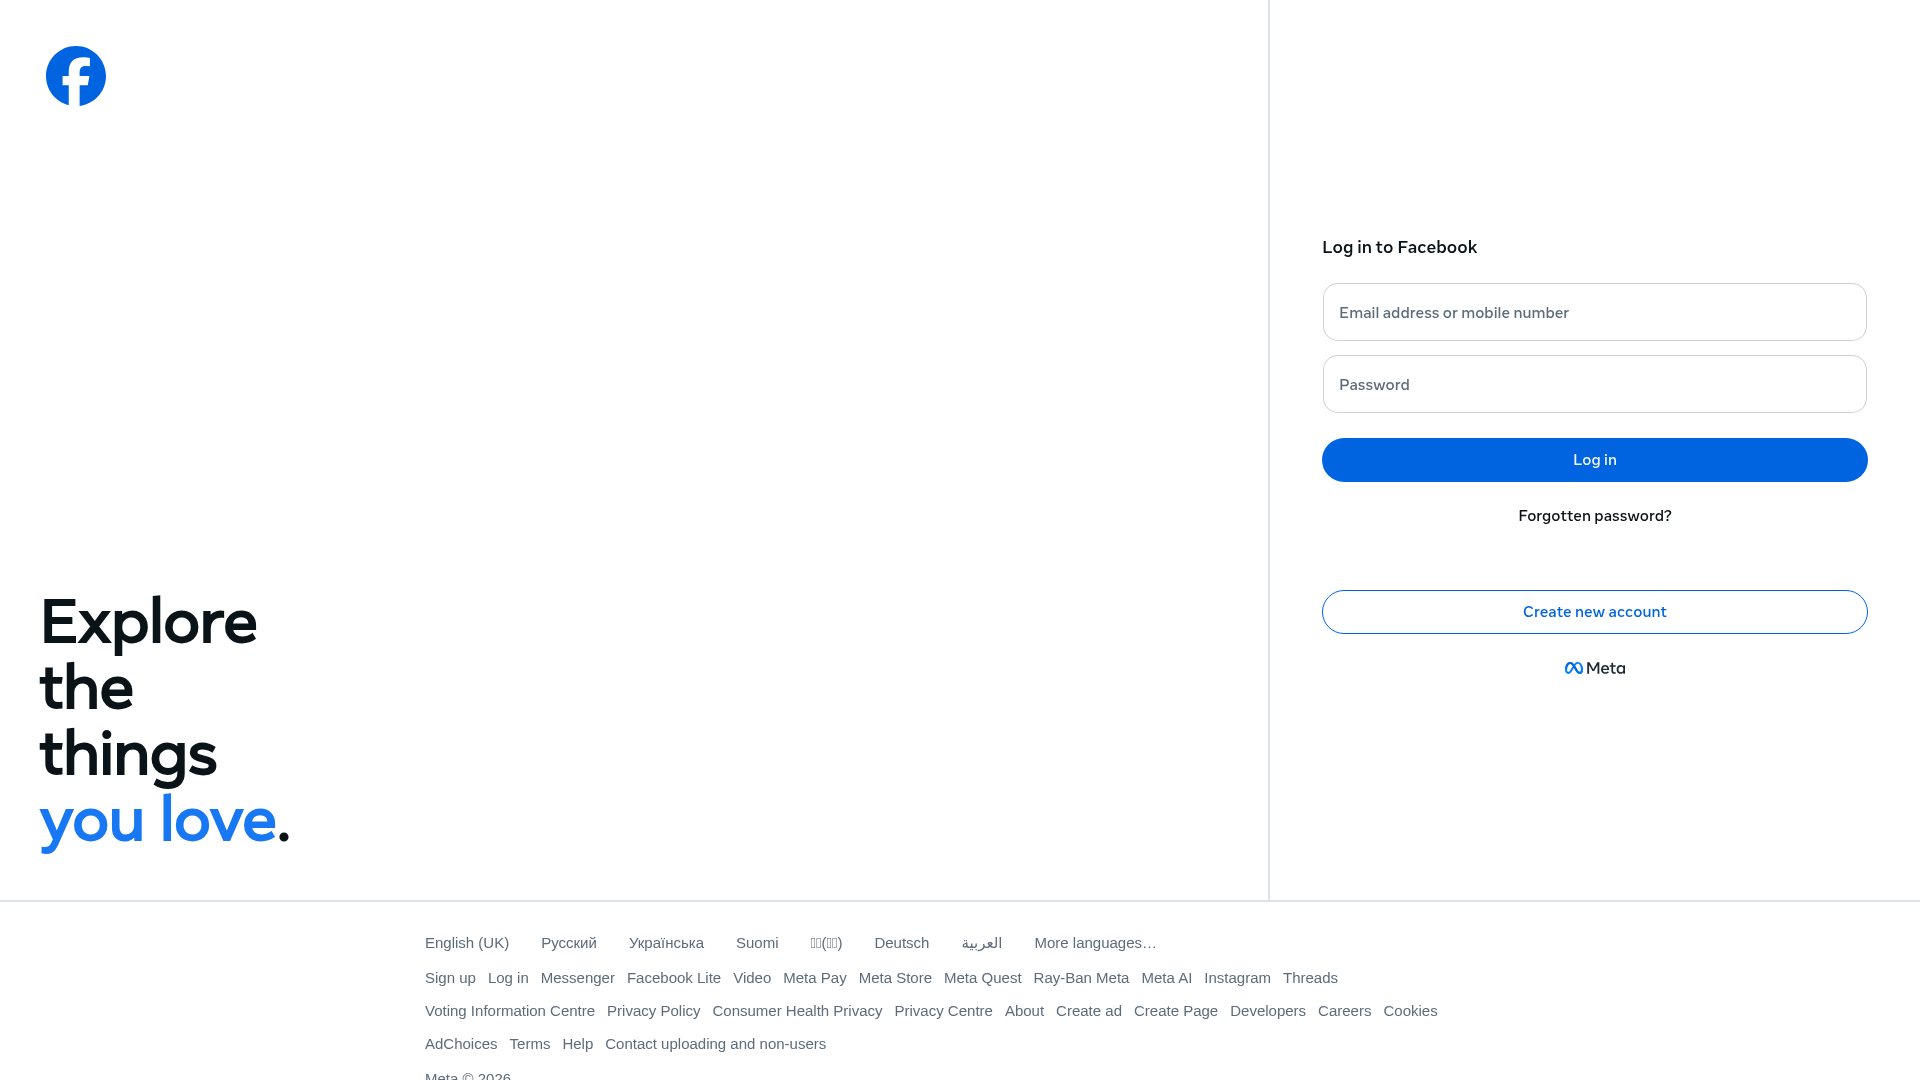 Explore
the
things
you love.
Log in to Facebook
Email address or mobile number
Password
Log in
Forgotten password?
Create new account
Meta
English (UK) Русский Українська Suomi Deutsch العربية More languages…
Sign up Log in Messenger Facebook Lite Video Meta Pay Meta Store Meta Quest Ray-Ban Meta Meta AI Instagram Threads
Voting Information Centre Privacy Policy Consumer Health Privacy Privacy Centre About Create ad Create Page Developers Careers Cookies
AdChoices Terms Help Contact uploading and non-users
Meta © 2026